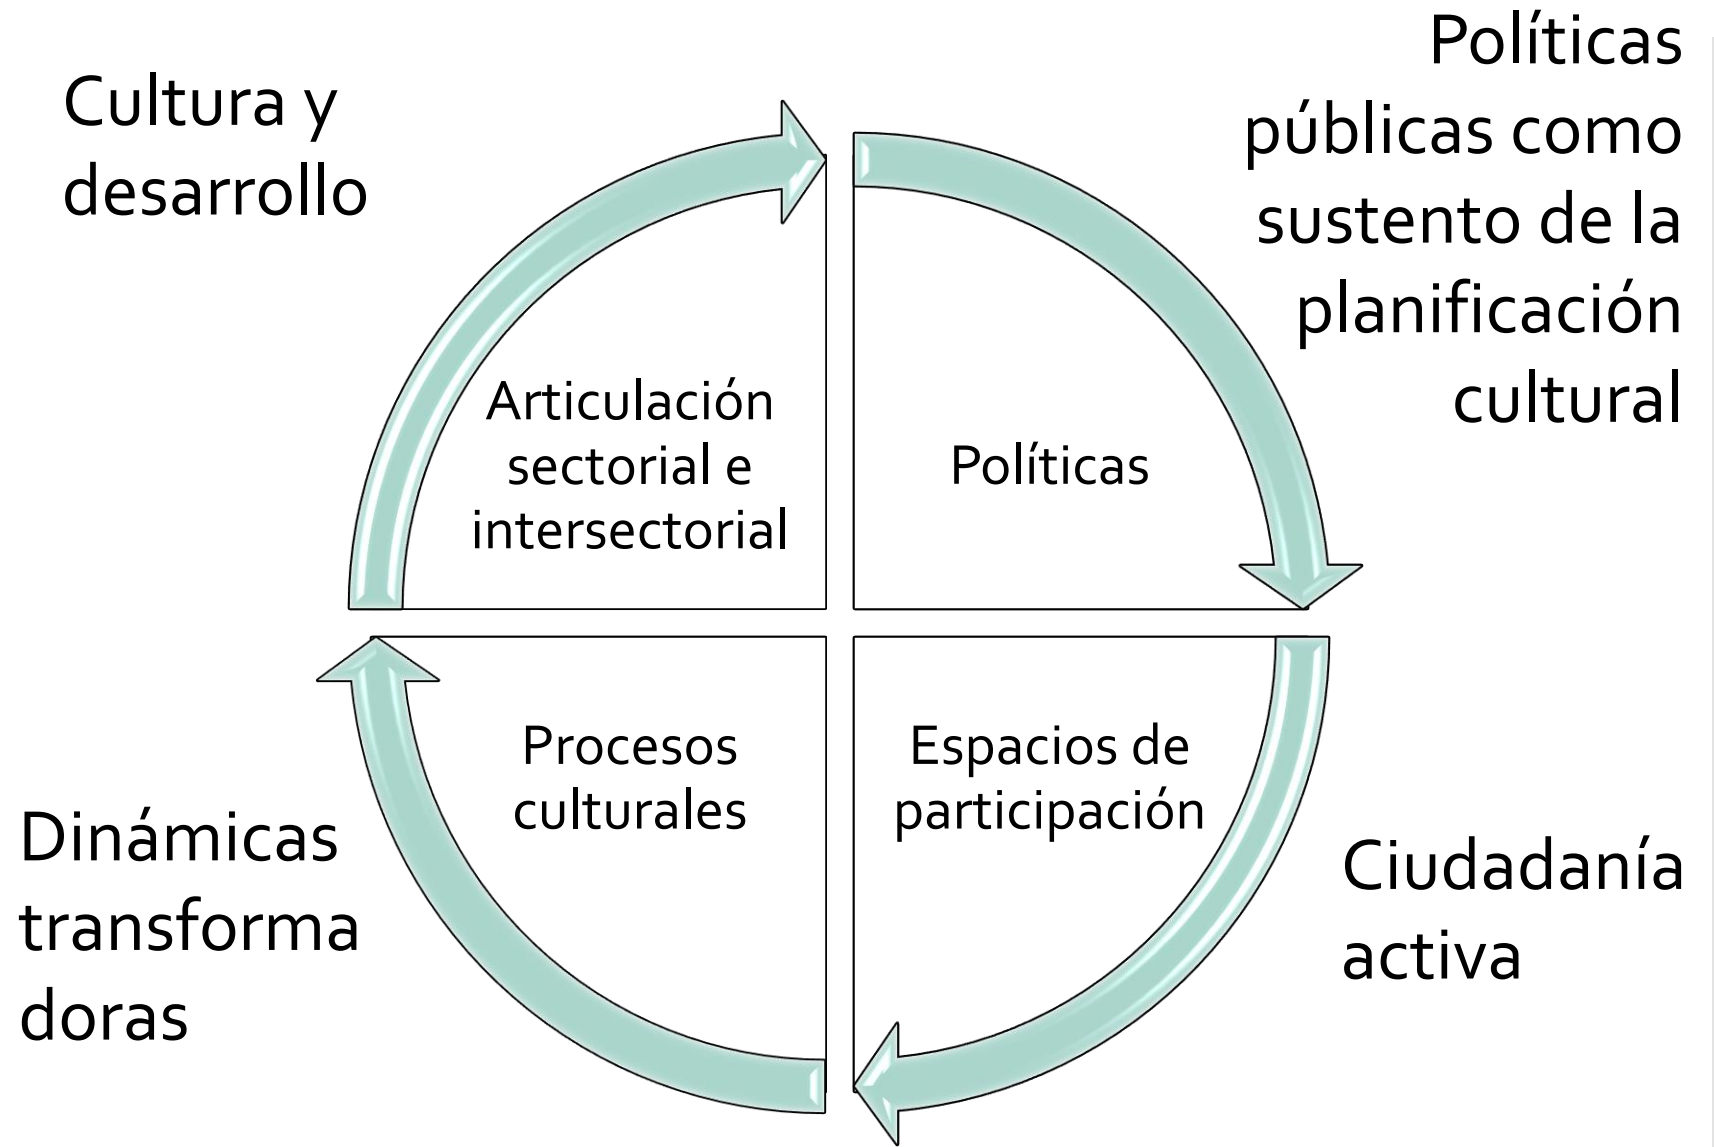 Cultura y
desarrollo
Políticas
públicas como
sustento de la
planificación
cultural
Articulación
sectorial e
intersectorial
Políticas
Procesos
culturales
Espacios de
participación
Dinámicas
transforma
doras
Ciudadanía
activa